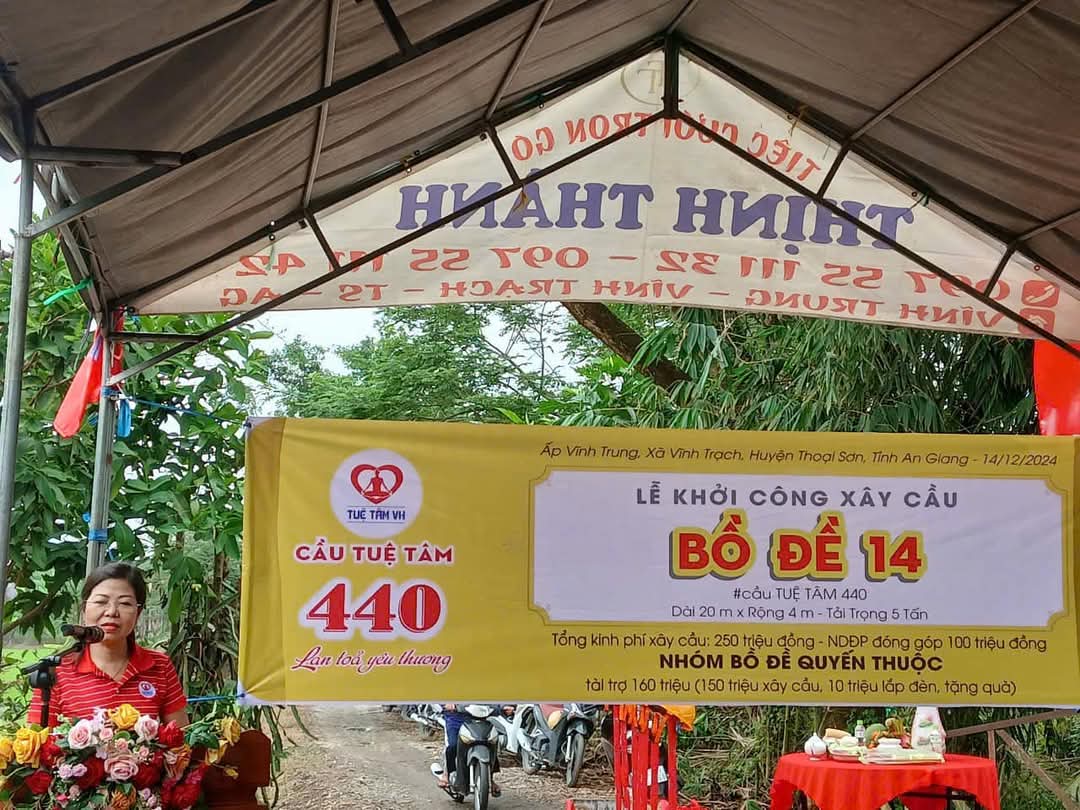 TIỆC CƯỚI TRỌN GÓ
THỊNH THÀNH
097 55 111 32 - 097 55 111 42
VĨNH TRUNG - VĨNH TRẠCH - TS - AG
Ấp Vĩnh Trung, Xã Vĩnh Trạch, Huyện Thoại Sơn, Tỉnh An Giang - 14/12/2024
TUỆ TÂM VH
CẦU TUỆ TÂM
440
Lan toả yêu thương
LỄ KHỞI CÔNG XÂY CẦU
BỒ ĐỀ 14
#cầu TUỆ TÂM 440
Dài 20 m x Rộng 4 m - Tải Trọng 5 Tấn
Tổng kinh phí xây cầu: 250 triệu đồng - NDĐP đóng góp 100 triệu đồng
NHÓM BỒ ĐỀ QUYẾN THUỘC
tài trợ 160 triệu (150 triệu xây cầu, 10 triệu lắp đèn, tặng quà)